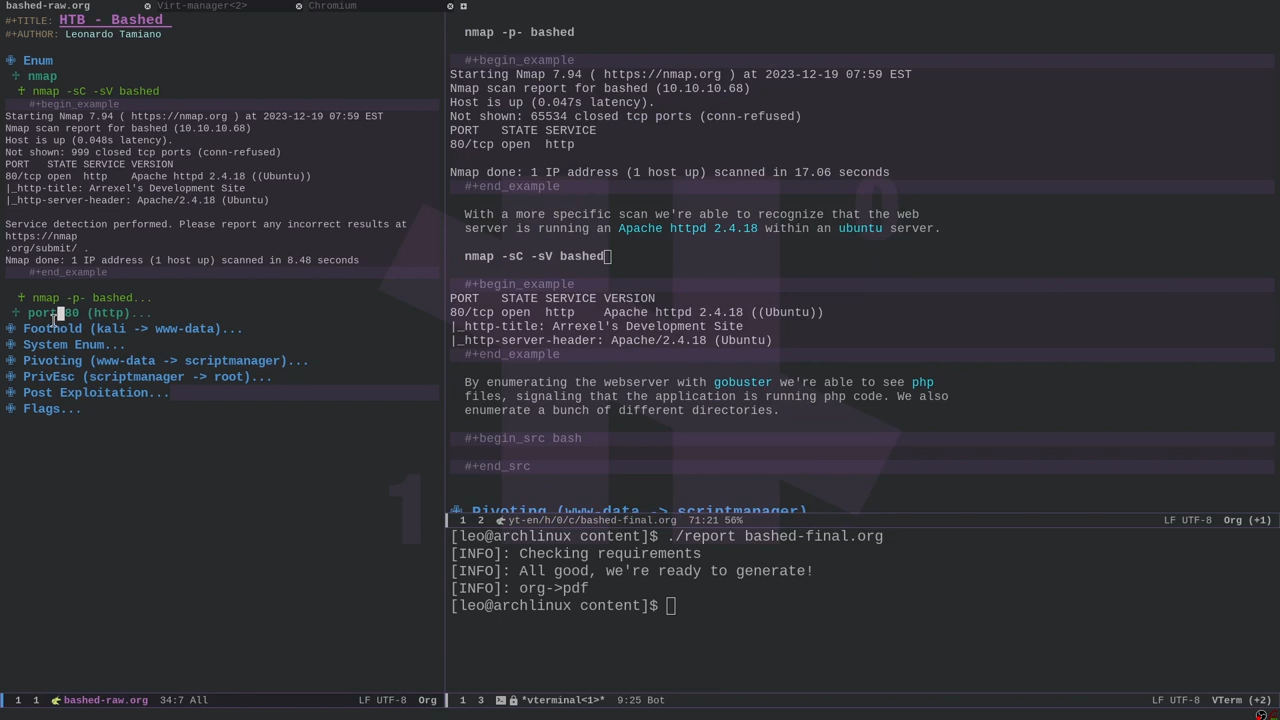 bashed-raw.org
Virt-manager<2>
Chromium
#+TITLE: HTB - Bashed
#+AUTHOR: Leonardo Tamiano
Enum
nmap
nmap -sC -sV bashed
#+begin_example
Starting Nmap 7.94 ( https://nmap.org ) at 2023-12-19 07:59 EST
Nmap scan report for bashed (10.10.10.68)
Host is up (0.048s latency).
Not shown: 999 closed tcp ports (conn-refused)
PORT   STATE SERVICE VERSION
80/tcp open  http    Apache httpd 2.4.18 ((Ubuntu))
|_http-title: Arrexel's Development Site
|_http-server-header: Apache/2.4.18 (Ubuntu)
Service detection performed. Please report any incorrect results at
https://nmap
.org/submit/ .
Nmap done: 1 IP address (1 host up) scanned in 8.48 seconds
#+end_example
nmap -p- bashed...
port 80 (http)...
Foothold (kali -> www-data)...
System Enum...
Pivoting (www-data -> scriptmanager)...
PrivEsc (scriptmanager -> root)...
Post Exploitation...
Flags...
1 1 bashed-raw.org 34:7 All LF UTF-8 Org
nmap -p- bashed
#+begin_example
Starting Nmap 7.94 ( https://nmap.org ) at 2023-12-19 07:59 EST
Nmap scan report for bashed (10.10.10.68)
Host is up (0.047s latency).
Not shown: 65534 closed tcp ports (conn-refused)
PORT   STATE SERVICE
80/tcp open  http
Nmap done: 1 IP address (1 host up) scanned in 17.06 seconds
#+end_example
With a more specific scan we're able to recognize that the web
server is running an Apache httpd 2.4.18 within an ubuntu server.
nmap -sC -sV bashed
#+begin_example
PORT   STATE SERVICE VERSION
80/tcp open  http    Apache httpd 2.4.18 ((Ubuntu))
|_http-title: Arrexel's Development Site
|_http-server-header: Apache/2.4.18 (Ubuntu)
#+end_example
By enumerating the webserver with gobuster we're able to see php
files, signaling that the application is running php code. We also
enumerate a bunch of different directories.
#+begin_src bash
#+end_src
Pivoting (www-data -> scriptmanager)
1 2 yt-en/h/0/c/bashed-final.org 71:21 56% LF UTF-8 Org (+1)
[leo@archlinux content]$ ./report bashed-final.org
[INFO]: Checking requirements
[INFO]: All good, we're ready to generate!
[INFO]: org->pdf
[leo@archlinux content]$
1 3 *vterminal<1>* 9:25 Bot LF UTF-8 VTerm (+2)
1
0